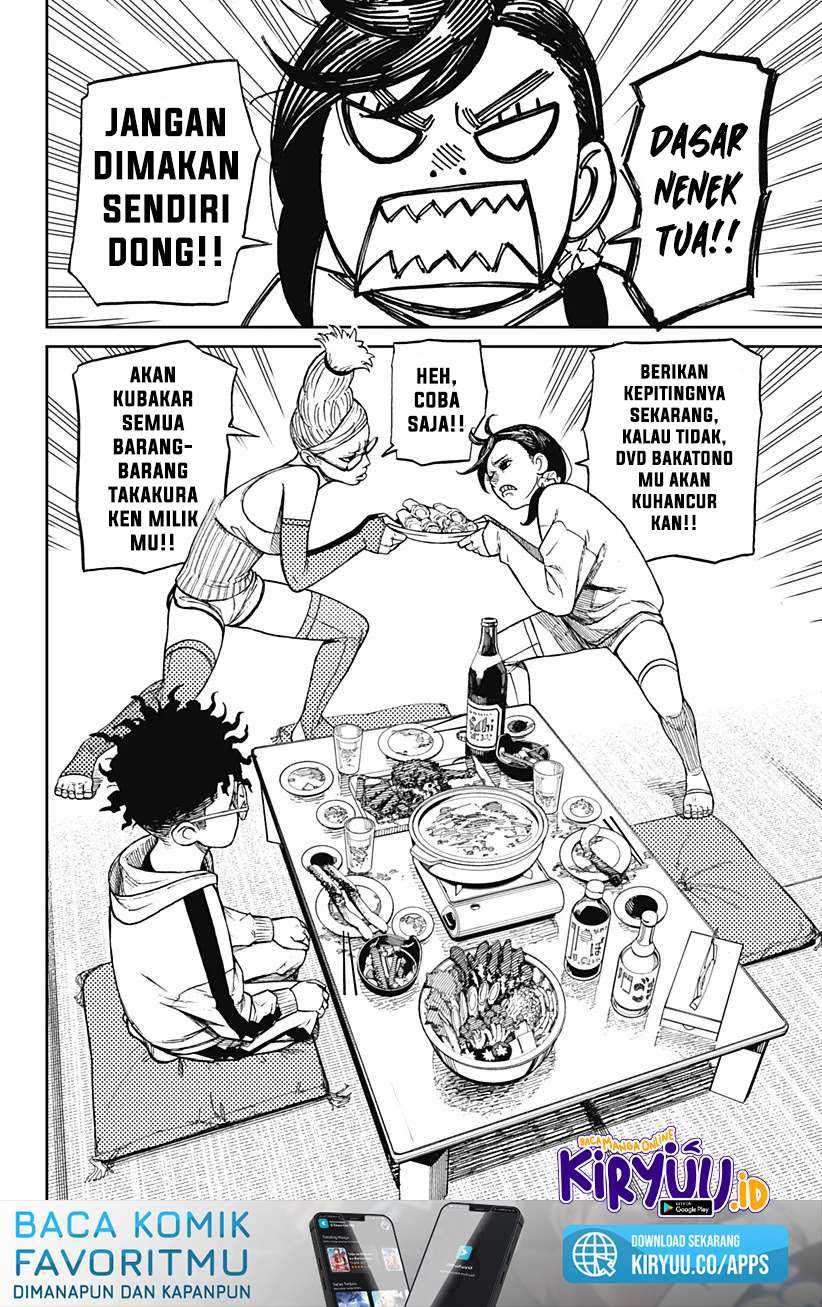 DASAR
NENEK
TUA!!
JANGAN
DIMAKAN
SENDIRI
DONG!!
BERIKAN
KEPITINGNYA
SEKARANG,
KALAU TIDAK,
DVD BAKATONO
MU AKAN
KUHANCUR
KAN!!
HEH,
COBA
SAJA!!
AKAN
KUBAKAR
SEMUA
BARANG-
BARANG
TAKAKURA
KEN MILIK
MU!!
BACA MANGA ONLINE
KIRYUU.ID
Google Play
BACA KOMIK
FAVORITMU
DIMANAPUN DAN KAPANPUN
DOWNLOAD SEKARANG
KIRYUU.CO/APPS